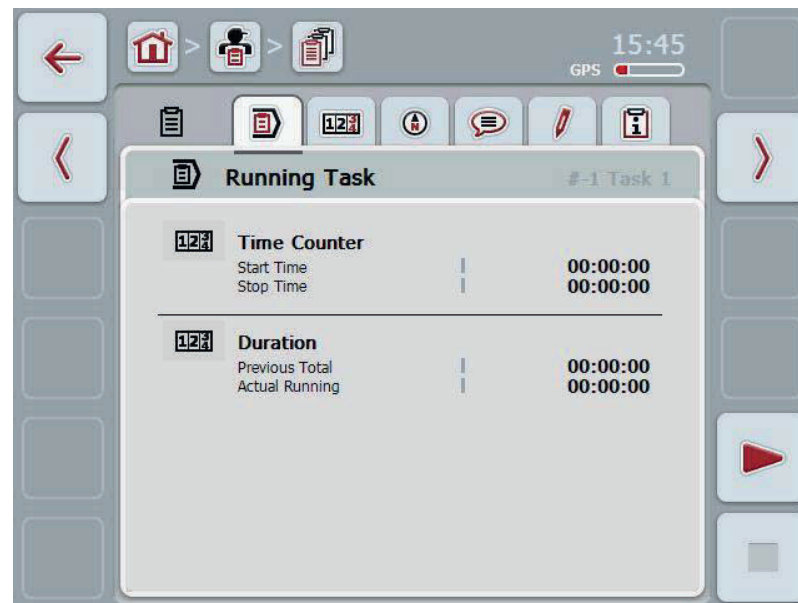 > >
15:45
GPS
Running Task #-1 Task 1
Time Counter
Start Time 00:00:00
Stop Time 00:00:00
Duration
Previous Total 00:00:00
Actual Running 00:00:00